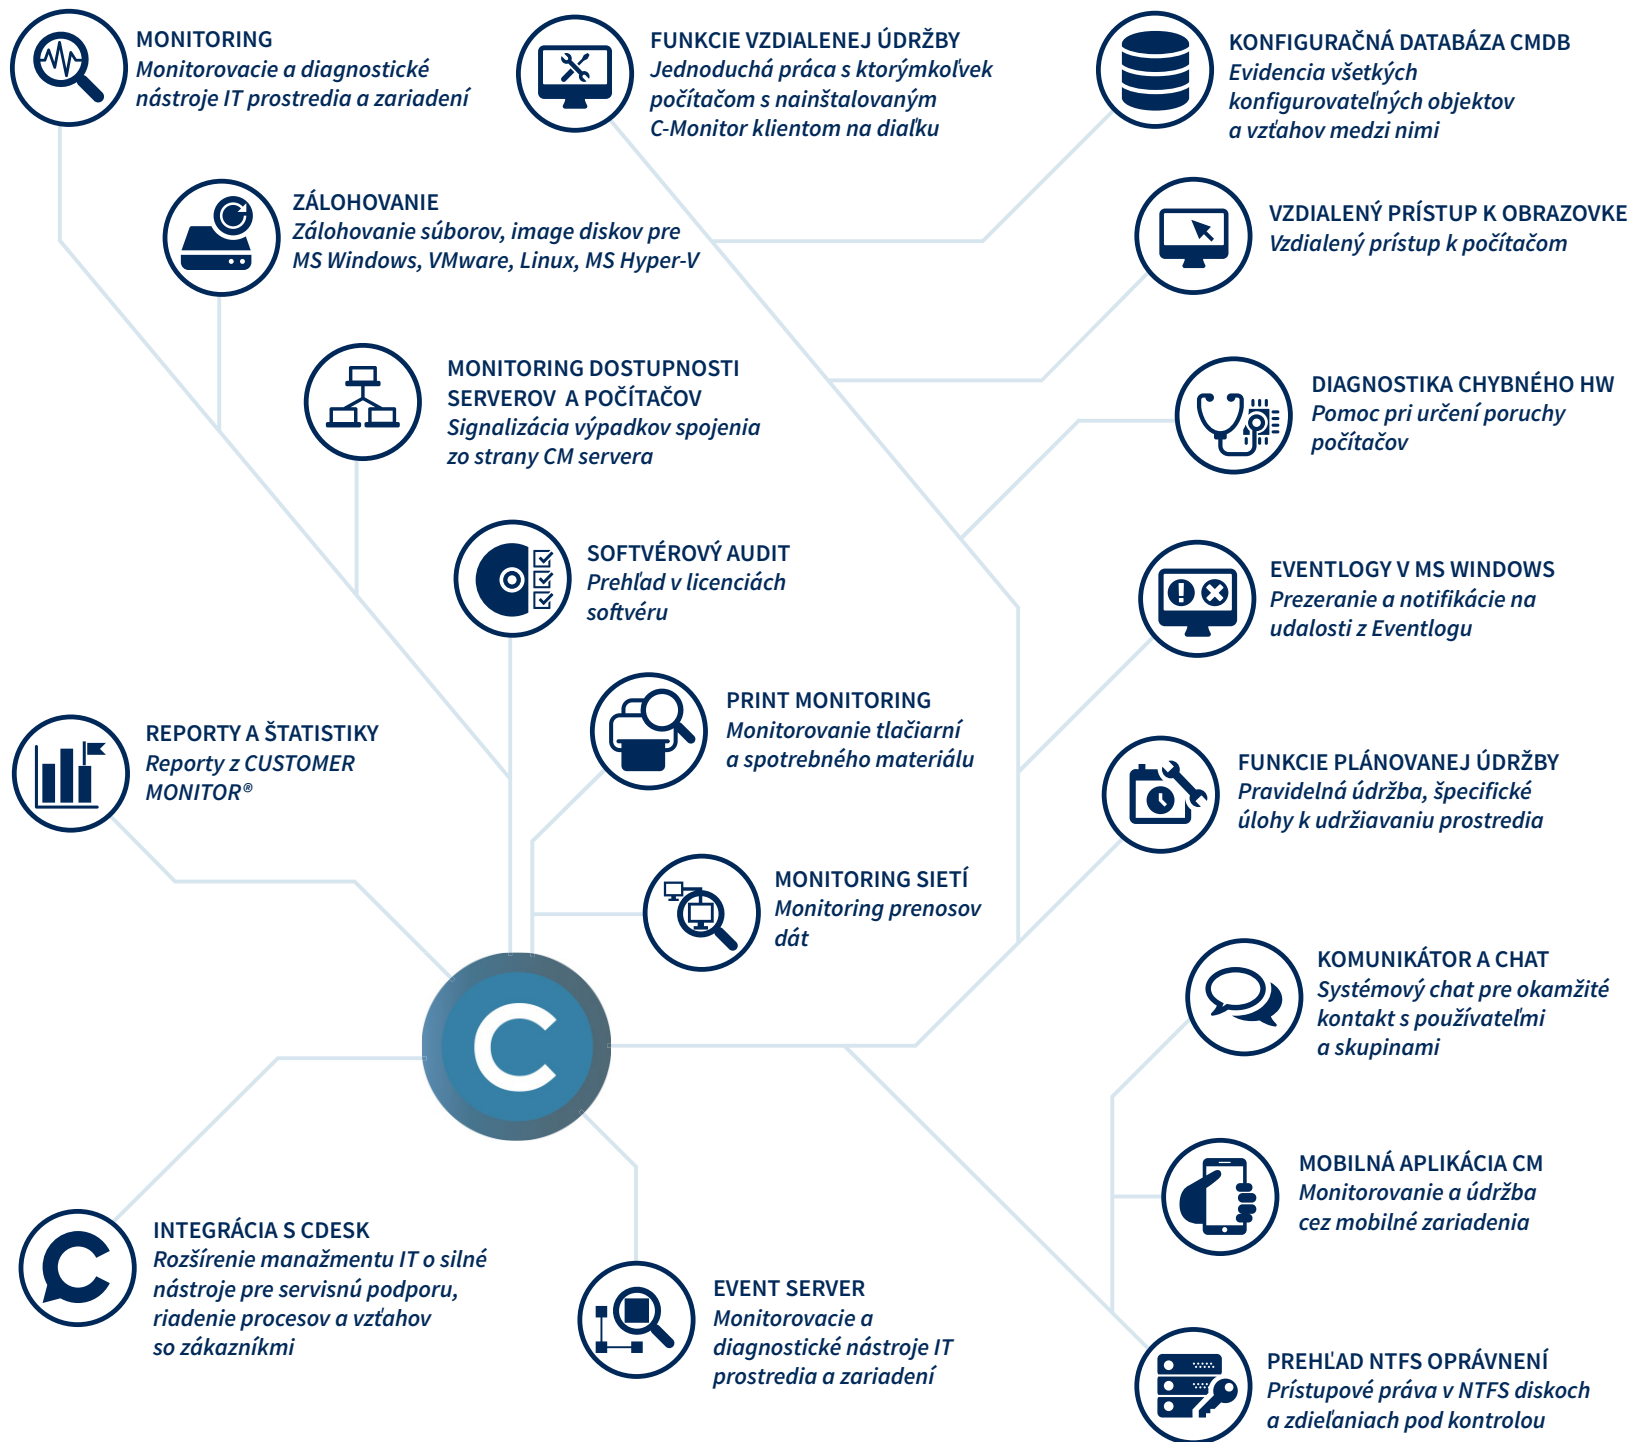 MONITORING
Monitorovacie a diagnostické
nástroje IT prostredia a zariadení
FUNKCIE VZDIALENEJ ÚDRŽBY
Jednoduchá práca s ktorýmkoľvek
počítačom s nainštalovaným
C-Monitor klientom na diaľku
KONFIGURAČNÁ DATABÁZA CMDB
Evidencia všetkých
konfigurovateľných objektov
a vzťahov medzi nimi
ZÁLOHOVANIE
Zálohovanie súborov, image diskov pre
MS Windows, VMware, Linux, MS Hyper-V
VZDIALENÝ PRÍSTUP K OBRAZOVKE
Vzdialený prístup k počítačom
MONITORING DOSTUPNOSTI
SERVEROV A POČÍTAČOV
Signalizácia výpadkov spojenia
zo strany CM servera
DIAGNOSTIKA CHYBNÉHO HW
Pomoc pri určení poruchy
počítačov
SOFTVÉROVÝ AUDIT
Prehľad v licenciách
softvéru
EVENTLOGY V MS WINDOWS
Prezeranie a notifikácie na
udalosti z Eventlogu
PRINT MONITORING
Monitorovanie tlačiarní
a spotrebného materiálu
REPORTY A ŠTATISTIKY
Reporty z CUSTOMER
MONITOR®
FUNKCIE PLÁNOVANEJ ÚDRŽBY
Pravidelná údržba, špecifické
úlohy k udržiavaniu prostredia
MONITORING SIETÍ
Monitoring prenosov
dát
KOMUNIKÁTOR A CHAT
Systémový chat pre okamžité
kontakt s používateľmi
a skupinami
C
MOBILNÁ APLIKÁCIA CM
Monitorovanie a údržba
cez mobilné zariadenia
INTEGRÁCIA S CDESK
Rozšírenie manažmentu IT o silné
nástroje pre servisnú podporu,
riadenie procesov a vzťahov
so zákazníkmi
EVENT SERVER
Monitorovacie a
diagnostické nástroje IT
prostredia a zariadení
PREHĽAD NTFS OPRÁVNENÍ
Prístupové práva v NTFS diskoch
a zdieľaniach pod kontrolou